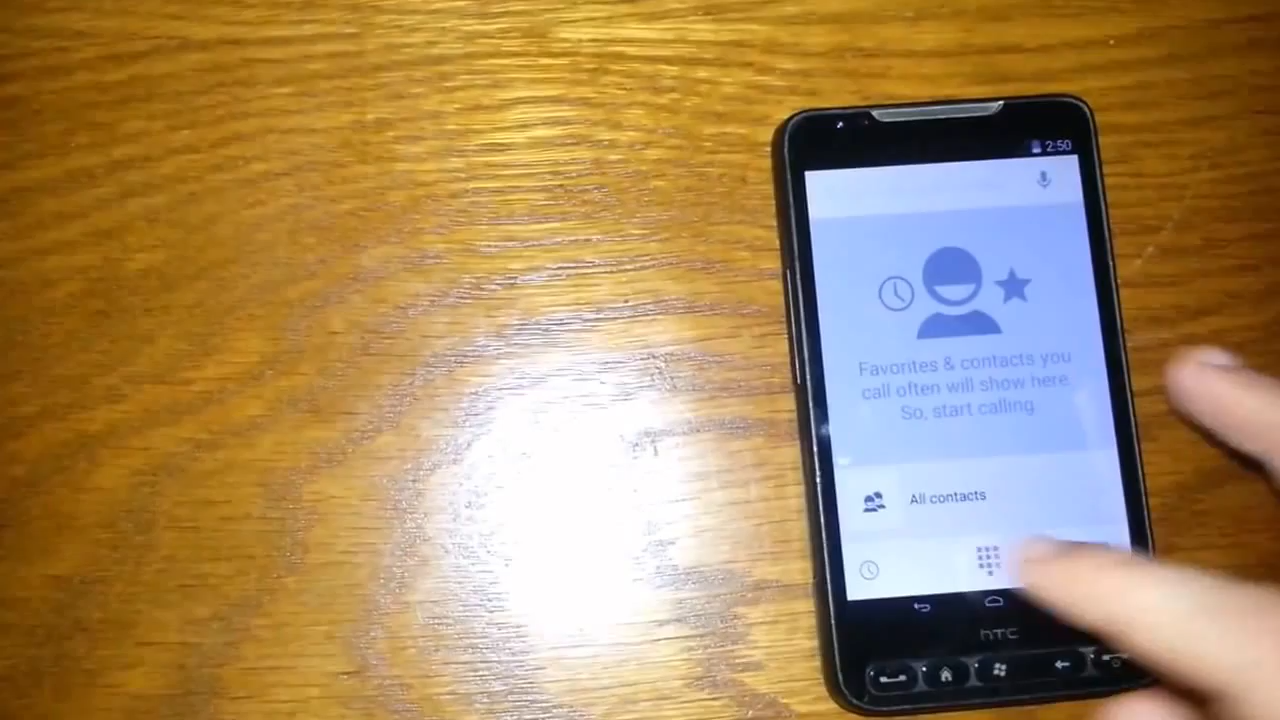 2:50
Favorites & contacts you
call often will show here.
So, start calling
All contacts
hTC